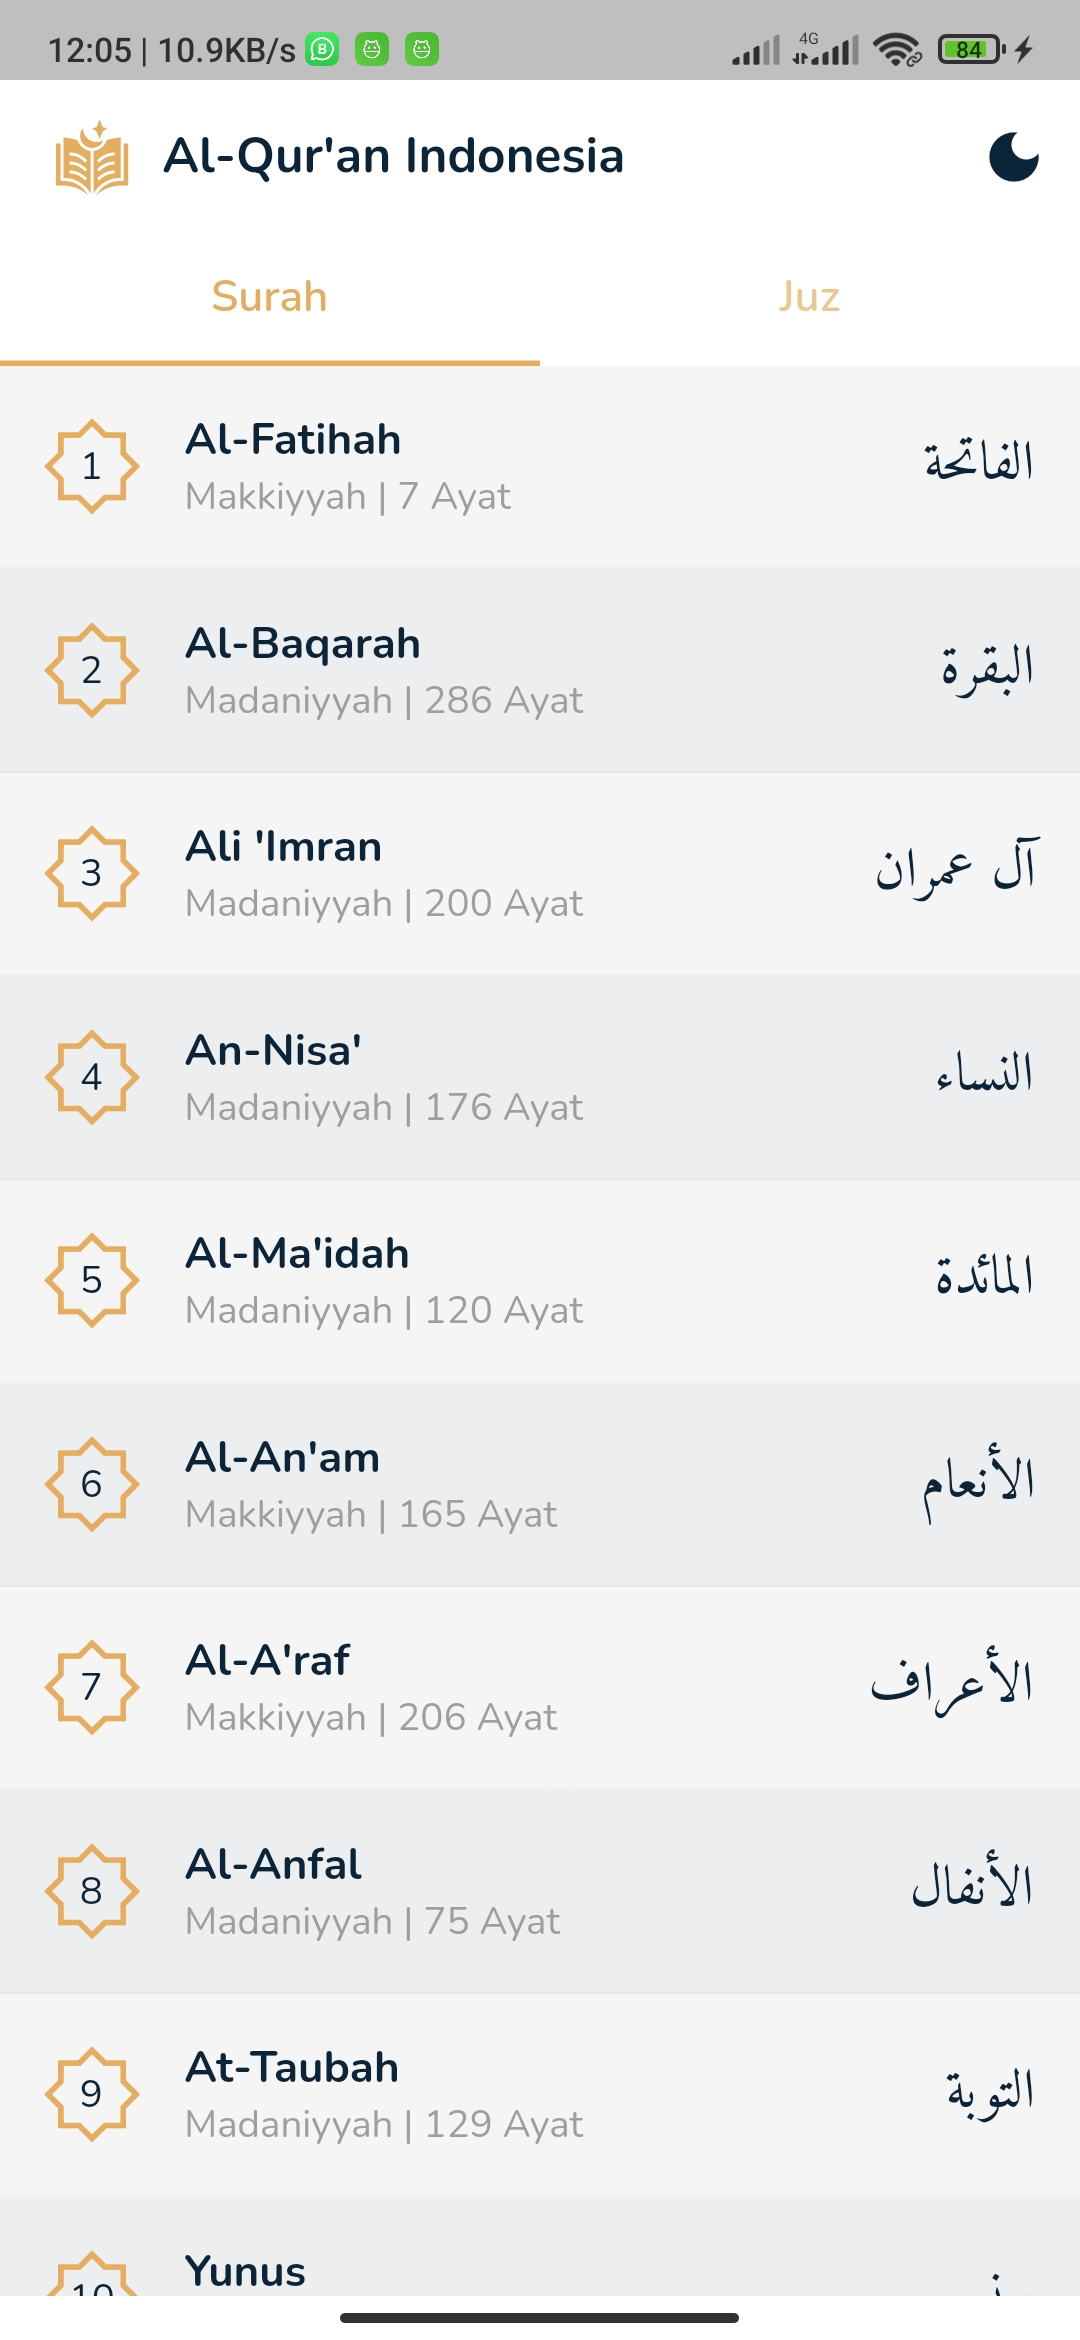 12:05 | 10.9KB/s
4G
84
Al-Qur'an Indonesia
Surah
Juz
1
Al-Fatihah
Makkiyyah | 7 Ayat
الفاتحة
2
Al-Baqarah
Madaniyyah | 286 Ayat
البقرة
3
Ali 'Imran
Madaniyyah | 200 Ayat
آل عمران
4
An-Nisa'
Madaniyyah | 176 Ayat
النساء
5
Al-Ma'idah
Madaniyyah | 120 Ayat
المائدة
6
Al-An'am
Makkiyyah | 165 Ayat
الأنعام
7
Al-A'raf
Makkiyyah | 206 Ayat
الأعراف
8
Al-Anfal
Madaniyyah | 75 Ayat
الأنفال
9
At-Taubah
Madaniyyah | 129 Ayat
التوبة
10
Yunus